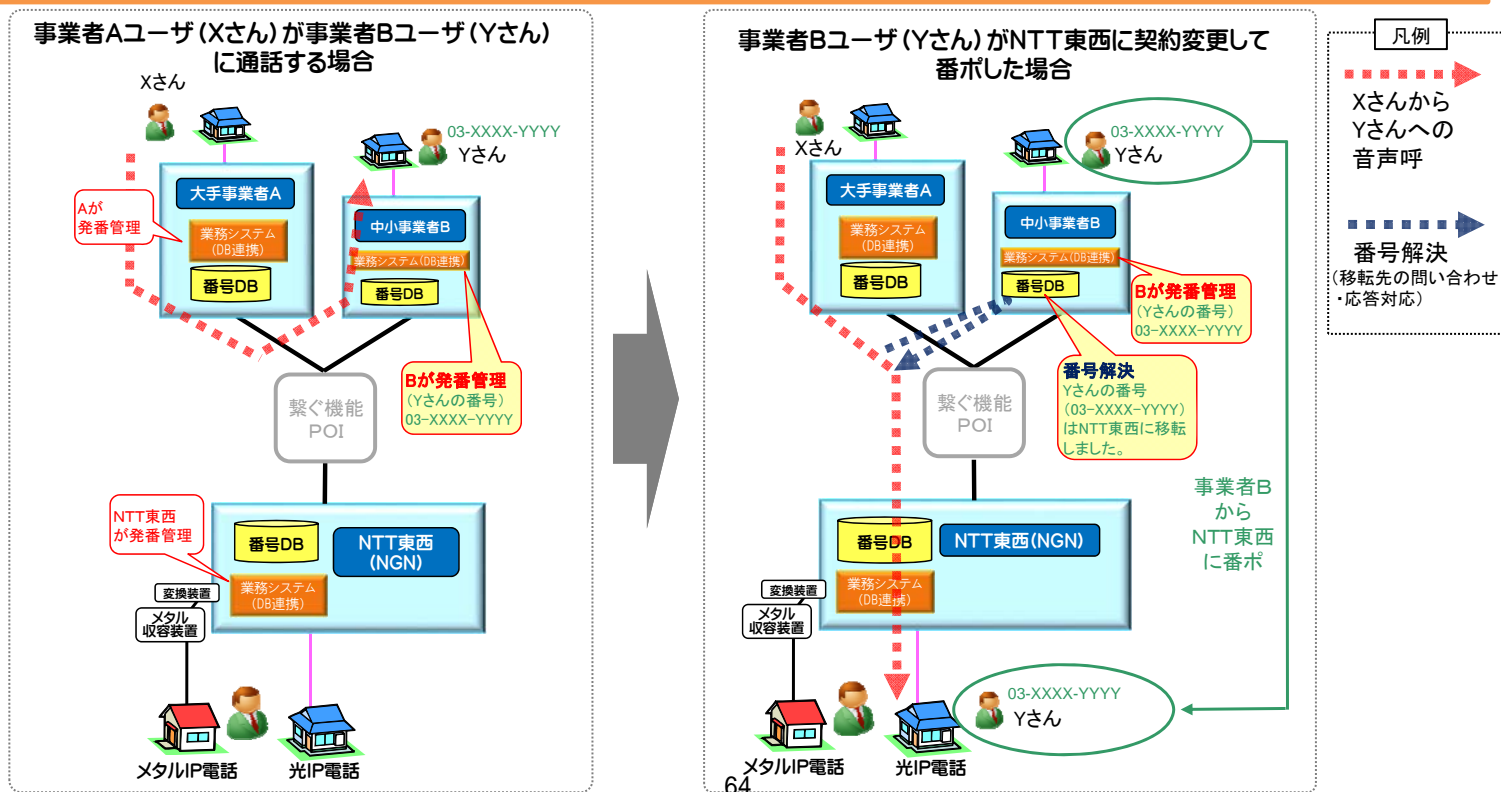 事業者Aユーザ(Xさん)が事業者Bユーザ(Yさん)
に通話する場合
Xさん
03-XXXX-YYYY
Yさん
大手事業者A
Aが
発番管理
業務システム
(DB連携)
番号DB
中小事業者B
業務システム(DB連携)
番号DB
Bが発番管理
(Yさんの番号)
03-XXXX-YYYY
繋ぐ機能
POI
NTT東西
が発番管理
番号DB
NTT東西
(NGN)
業務システム
(DB連携)
変換装置
メタル
収容装置
メタルIP電話
光IP電話
事業者Bユーザ(Yさん)がNTT東西に契約変更して
番ポした場合
Xさん
03-XXXX-YYYY
Yさん
大手事業者A
業務システム
(DB連携)
番号DB
中小事業者B
業務システム(DB連携)
番号DB
Bが発番管理
(Yさんの番号)
03-XXXX-YYYY
番号解決
Yさんの番号
(03-XXXX-YYYY)
はNTT東西に移転
しました。
繋ぐ機能
POI
事業者B
から
NTT東西
に番ポ
番号DB
NTT東西(NGN)
業務システム
(DB連携)
変換装置
メタル
収容装置
03-XXXX-YYYY
Yさん
メタルIP電話
光IP電話
凡例
Xさんから
Yさんへの
音声呼
番号解決
(移転先の問い合わせ
・応答対応)
64